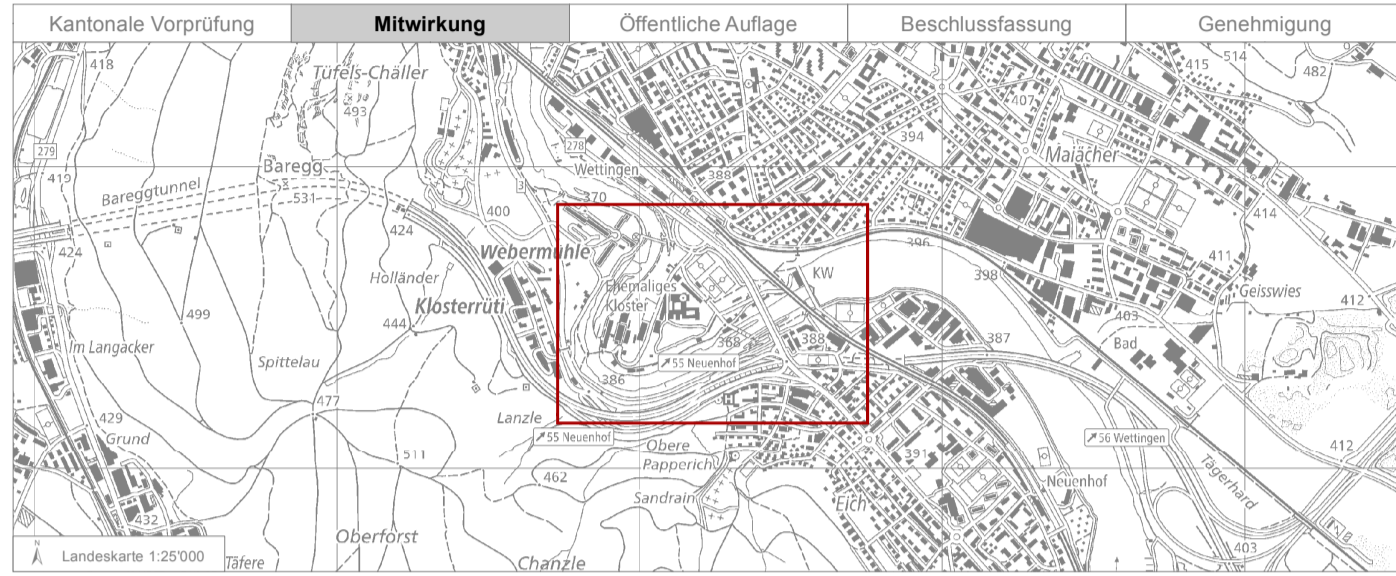 Kantonale Vorprüfung Mitwirkung Öffentliche Auflage Beschlussfassung Genehmigung
418
Tüfels-Chäller
493
415
514
482
407
279
278
394
Maiächer
419
Bareggtunnel
Baregg
531
Wettingen
388
3
370
400
414
424
424
396
Webermühle
Holländer
KW
398
411
Geisswies
Ehemaliges
Kloster
Klosterrüti
499
444
412
403
Im Langacker
Spittelau
368
388
387
Bad
55 Neuenhof
386
477
429
Lanzle
H
Grund
55 Neuenhof
56 Wettingen
Obere
Papperich
391
412
511
462
Neuenhof
Tägerhard
Sandrain
Eich
432
Oberforst
403
N
Landeskarte 1:25'000
Täfere
Chanzle